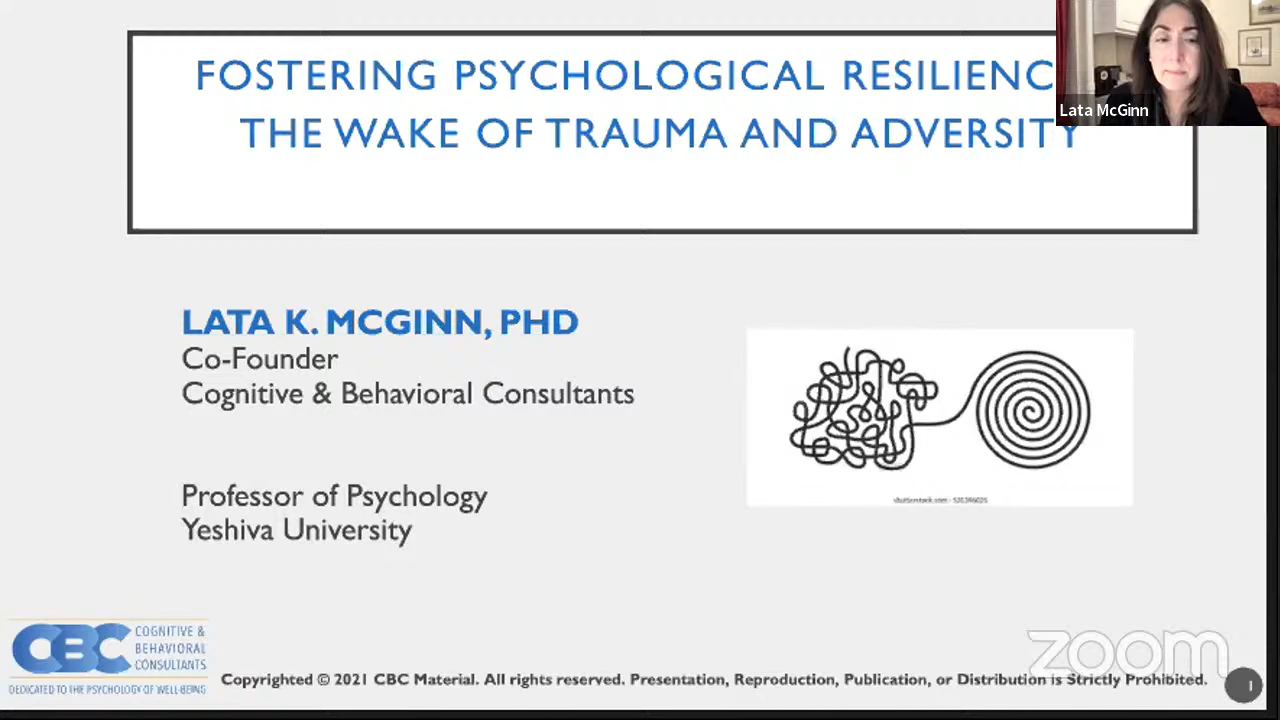 FOSTERING PSYCHOLOGICAL RESILIENC
THE WAKE OF TRAUMA AND ADVERSITY
Lata McGinn
LATA K. MCGINN, PHD
Co-Founder
Cognitive & Behavioral Consultants
Professor of Psychology
Yeshiva University
CBC
COGNITIVE &
BEHAVIORAL
CONSULTANTS
DEDICATED TO THE PSYCHOLOGY OF WELL-BEING
Copyrighted © 2021 CBC Material. All rights reserved. Presentation, Reproduction, Publication, or Distribution is Strictly Prohibited.
zoom
1